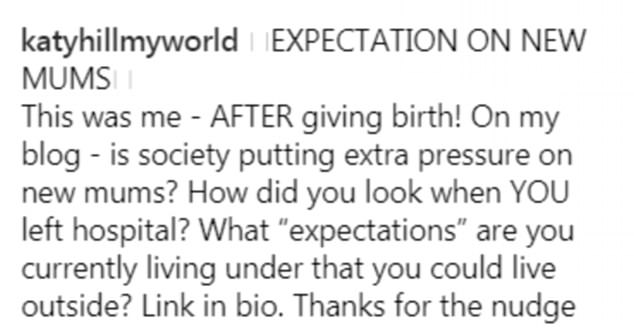 katyhillmyworld EXPECTATION ON NEW
MUMS
This was me - AFTER giving birth! On my
blog - is society putting extra pressure on
new mums? How did you look when YOU
left hospital? What “expectations” are you
currently living under that you could live
outside? Link in bio. Thanks for the nudge